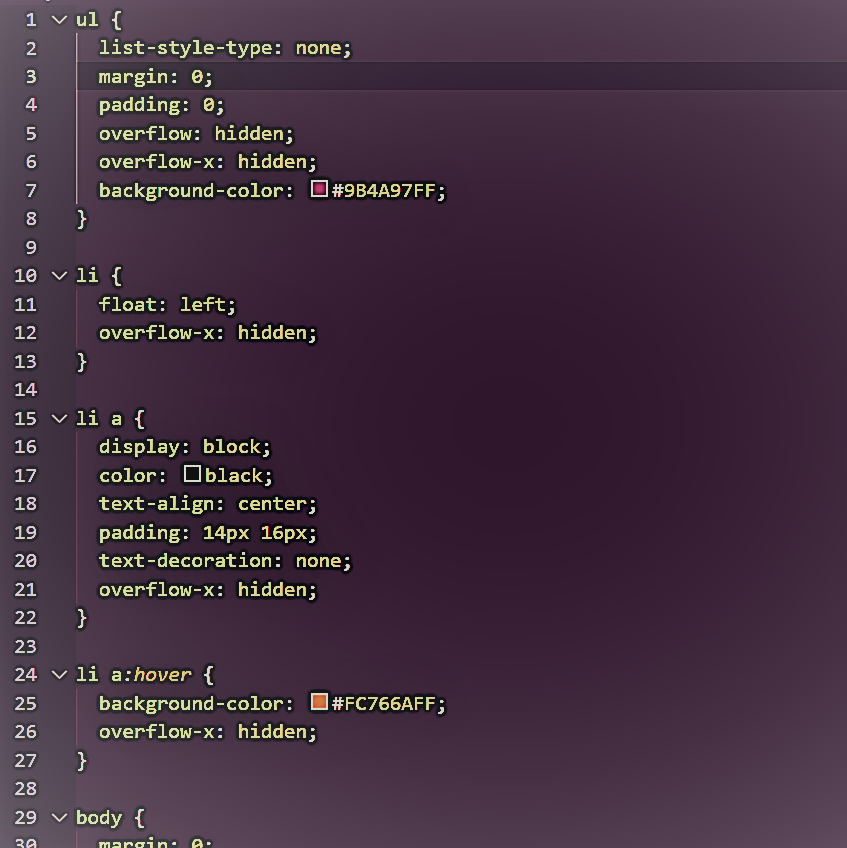 1 ul {
2 list-style-type: none;
3 margin: 0;
4 padding: 0;
5 overflow: hidden;
6 overflow-x: hidden;
7 background-color: #9B4A97FF;
8 }
9
10 li {
11 float: left;
12 overflow-x: hidden;
13 }
14
15 li a {
16 display: block;
17 color: black;
18 text-align: center;
19 padding: 14px 16px;
20 text-decoration: none;
21 overflow-x: hidden;
22 }
23
24 li a:hover {
25 background-color: #FC766AFF;
26 overflow-x: hidden;
27 }
28
29 body {
30 margin: 0;